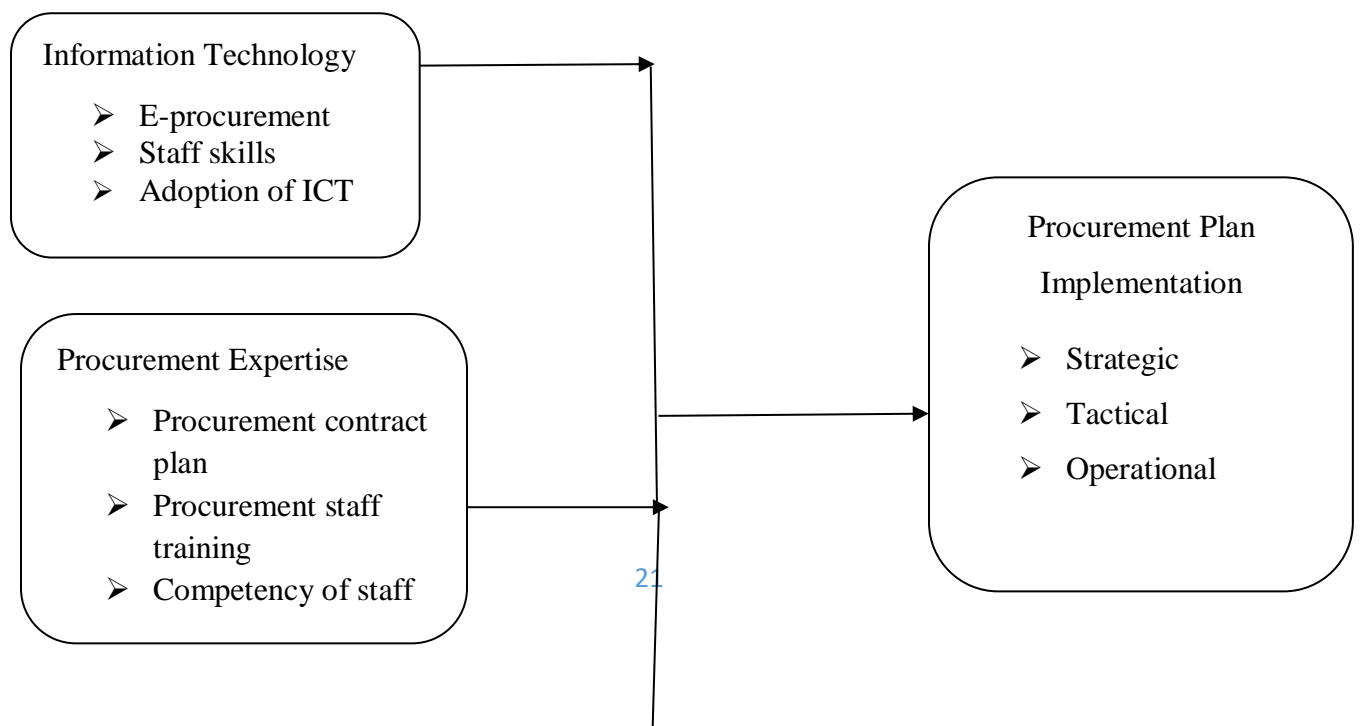 Information Technology
➢ E-procurement
➢ Staff skills
➢ Adoption of ICT
Procurement Expertise
➢ Procurement contract
plan
➢ Procurement staff
training
➢ Competency of staff
Procurement Plan
Implementation
➢ Strategic
➢ Tactical
➢ Operational
21